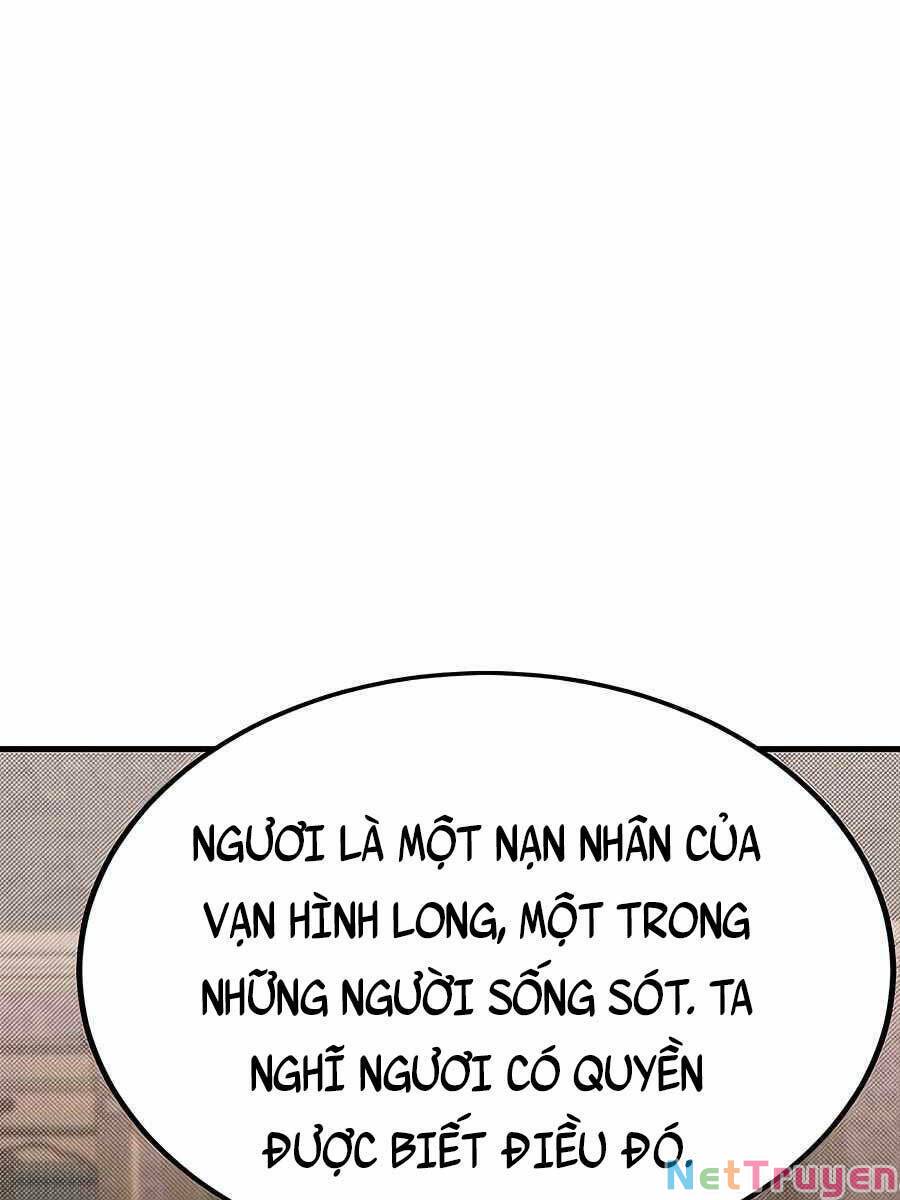 NGƯƠI LÀ MỘT NẠN NHÂN CỦA
VẠN HÌNH LONG, MỘT TRONG
NHỮNG NGƯỜI SỐNG SÓT. TA
NGHĨ NGƯƠI CÓ QUYỀN
ĐƯỢC BIẾT ĐIỀU ĐÓ.
NetTruyen